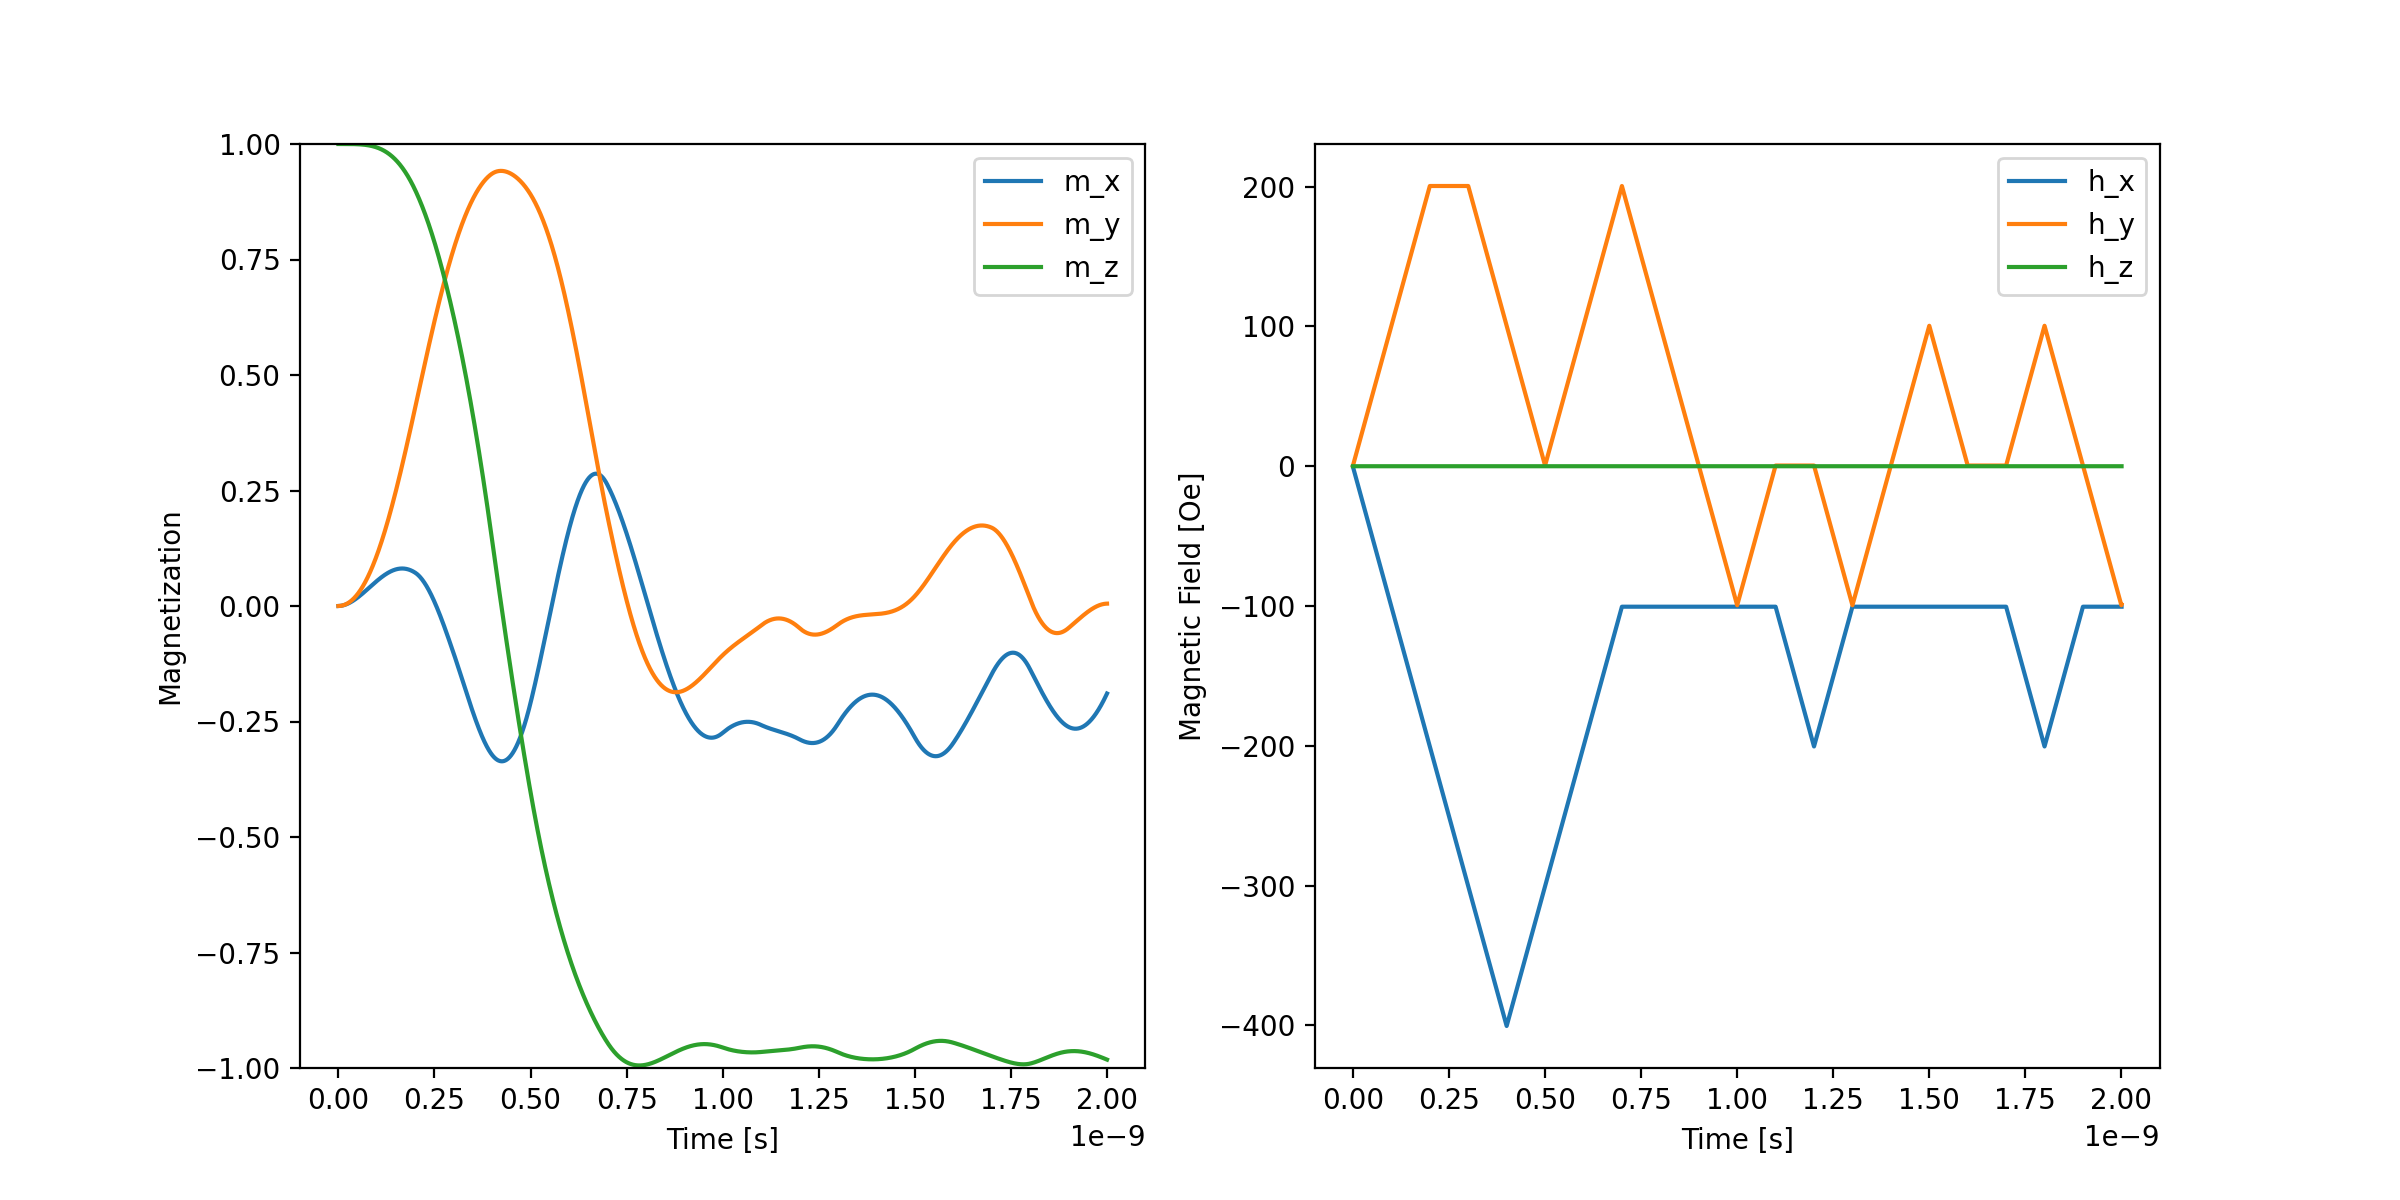 1.00
0.75
0.50
0.25
0.00
−0.25
−0.50
−0.75
−1.00
Magnetization
m_x
m_y
m_z
0.00 0.25 0.50 0.75 1.00 1.25 1.50 1.75 2.00
Time [s]
1e−9
200
100
0
−100
−200
−300
−400
Magnetic Field [Oe]
h_x
h_y
h_z
0.00 0.25 0.50 0.75 1.00 1.25 1.50 1.75 2.00
Time [s]
1e−9